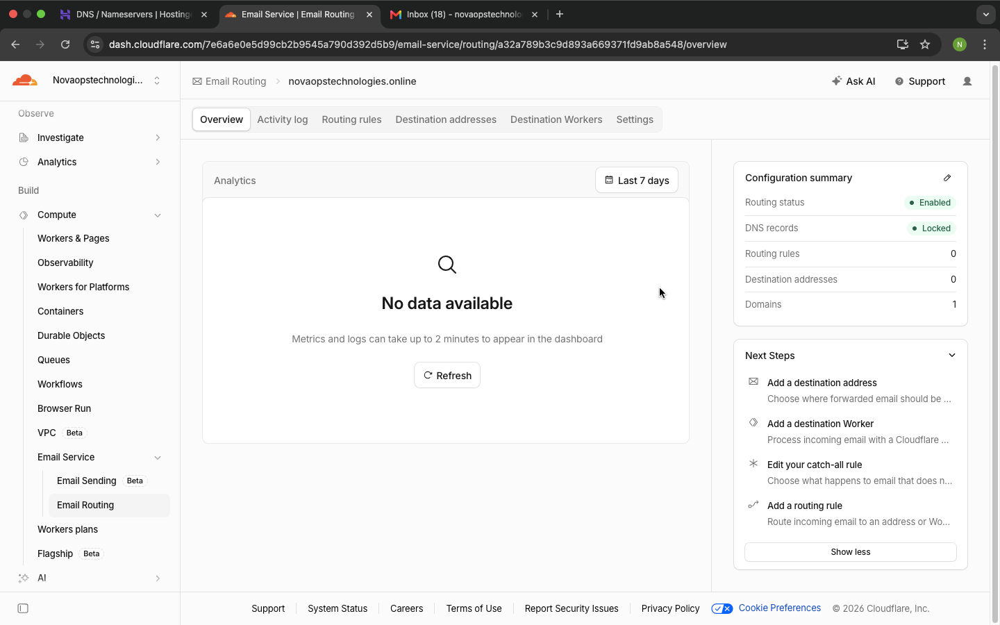 DNS / Nameservers | Hosting
Email Service | Email Routing
Inbox (18) - novaopstechnolo
dash.cloudflare.com/7e6a6e0e5d99cb2b9545a790d392d5b9/email-service/routing/a32a789b3c9d893a669371fd9ab8a548/overview
N
Novaopstechnologi...
Email Routing
novaopstechnologies.online
Ask AI
Support
Observe
Investigate
Analytics
Build
Compute
Workers & Pages
Observability
Workers for Platforms
Containers
Durable Objects
Queues
Workflows
Browser Run
VPC Beta
Email Service
Email Sending Beta
Email Routing
Workers plans
Flagship Beta
AI
Overview
Activity log
Routing rules
Destination addresses
Destination Workers
Settings
Analytics
Last 7 days
No data available
Metrics and logs can take up to 2 minutes to appear in the dashboard
Refresh
Configuration summary
Routing status Enabled
DNS records Locked
Routing rules 0
Destination addresses 0
Domains 1
Next Steps
Add a destination address
Choose where forwarded email should be ...
Add a destination Worker
Process incoming email with a Cloudflare ...
Edit your catch-all rule
Choose what happens to email that does n...
Add a routing rule
Route incoming email to an address or Wo...
Show less
Support
System Status
Careers
Terms of Use
Report Security Issues
Privacy Policy
Cookie Preferences
© 2026 Cloudflare, Inc.